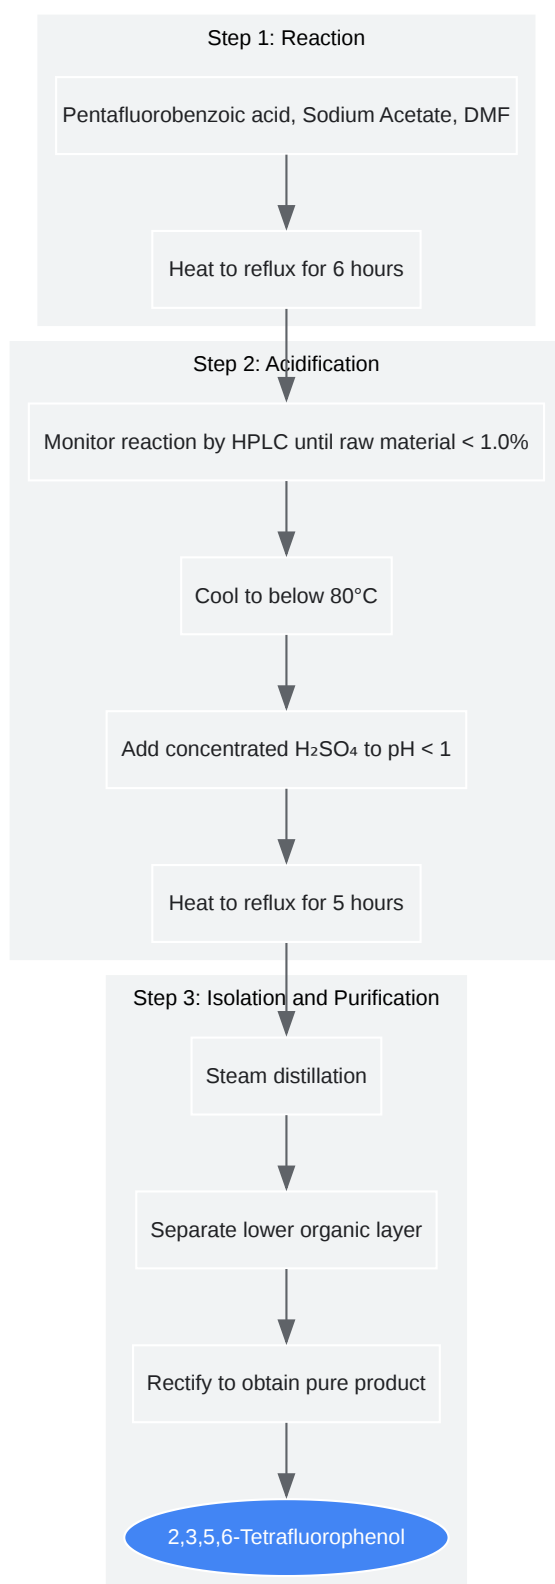 Step 1: Reaction
Pentafluorobenzoic acid, Sodium Acetate, DMF
Heat to reflux for 6 hours
Step 2: Acidification
Monitor reaction by HPLC until raw material < 1.0%
Cool to below 80°C
Add concentrated H₂SO₄ to pH < 1
Heat to reflux for 5 hours
Step 3: Isolation and Purification
Steam distillation
Separate lower organic layer
Rectify to obtain pure product
2,3,5,6-Tetrafluorophenol